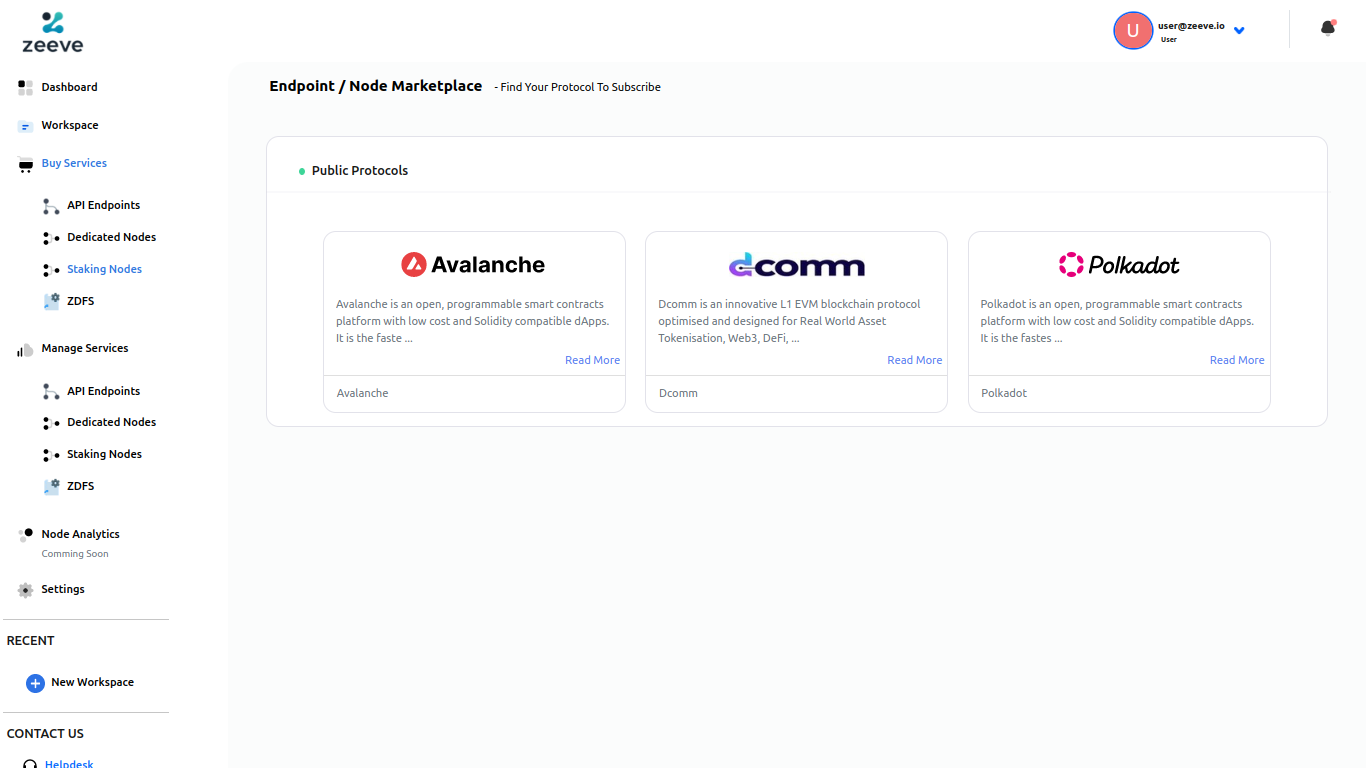 zeeve
U
user@zeeve.io
User
Dashboard
Workspace
Buy Services
API Endpoints
Dedicated Nodes
Staking Nodes
ZDFS
Manage Services
API Endpoints
Dedicated Nodes
Staking Nodes
ZDFS
Node Analytics
Comming Soon
Settings
RECENT
New Workspace
CONTACT US
Helpdesk
Endpoint / Node Marketplace - Find Your Protocol To Subscribe
Public Protocols
Avalanche
Avalanche is an open, programmable smart contracts
platform with low cost and Solidity compatible dApps.
It is the faste ...
Read More
Avalanche
dcomm
Dcomm is an innovative L1 EVM blockchain protocol
optimised and designed for Real World Asset
Tokenisation, Web3, DeFi, ...
Read More
Dcomm
Polkadot
Polkadot is an open, programmable smart contracts
platform with low cost and Solidity compatible dApps.
It is the fastes ...
Read More
Polkadot